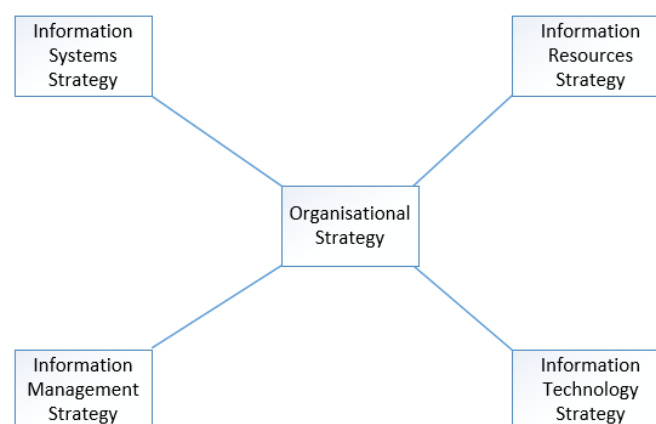 Information
Systems
Strategy
Information
Resources
Strategy
Organisational
Strategy
Information
Management
Strategy
Information
Technology
Strategy